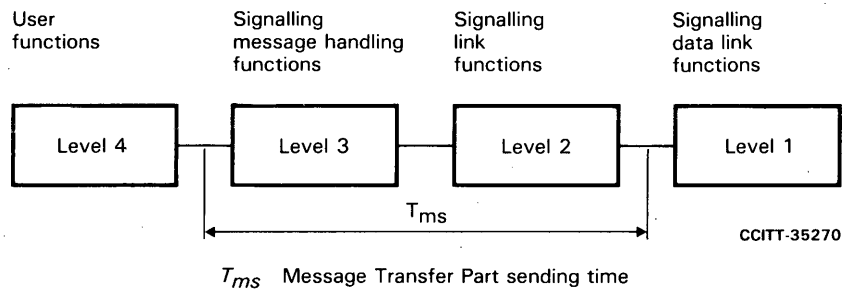 User
functions
Signalling
message handling
functions
Signalling
link
functions
Signalling
data link
functions
Level 4
Level 3
Level 2
Level 1
Tms
CCITT-35270
Tms Message Transfer Part sending time